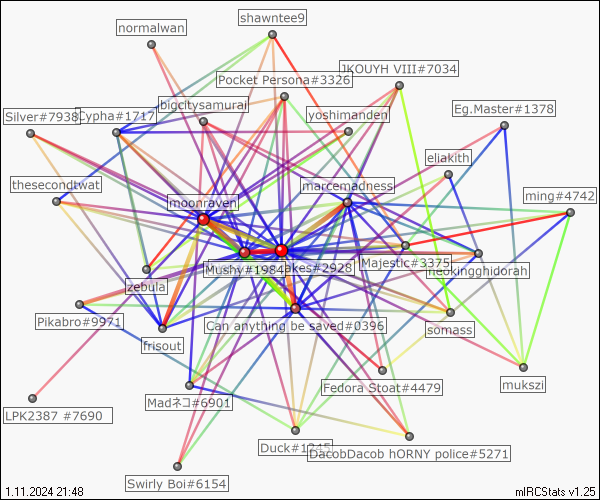 shawntee9
normalwan
JKOUYH VIII#7034
Pocket Persona#3326
bigcitysamurai
Eg.Master#1378
Silver#7938
Cypha#1717
yoshimanden
eliakith
thesecondtwat
marcemadness
ming#4742
moonraven
Majestic#3375
neokinghidorah
Mushy#1984
akes#2928
zebula
Pikabro#9971
Can anything be saved#0396
somass
frisout
Fedora Stoat#4479
mukszi
LPK2387 #7690
Madネコ#6901
Duck#1245
DacobDacob hORNY police#5271
Swirly Boi#6154
1.11.2024 21:48
mIRCStats v1.25